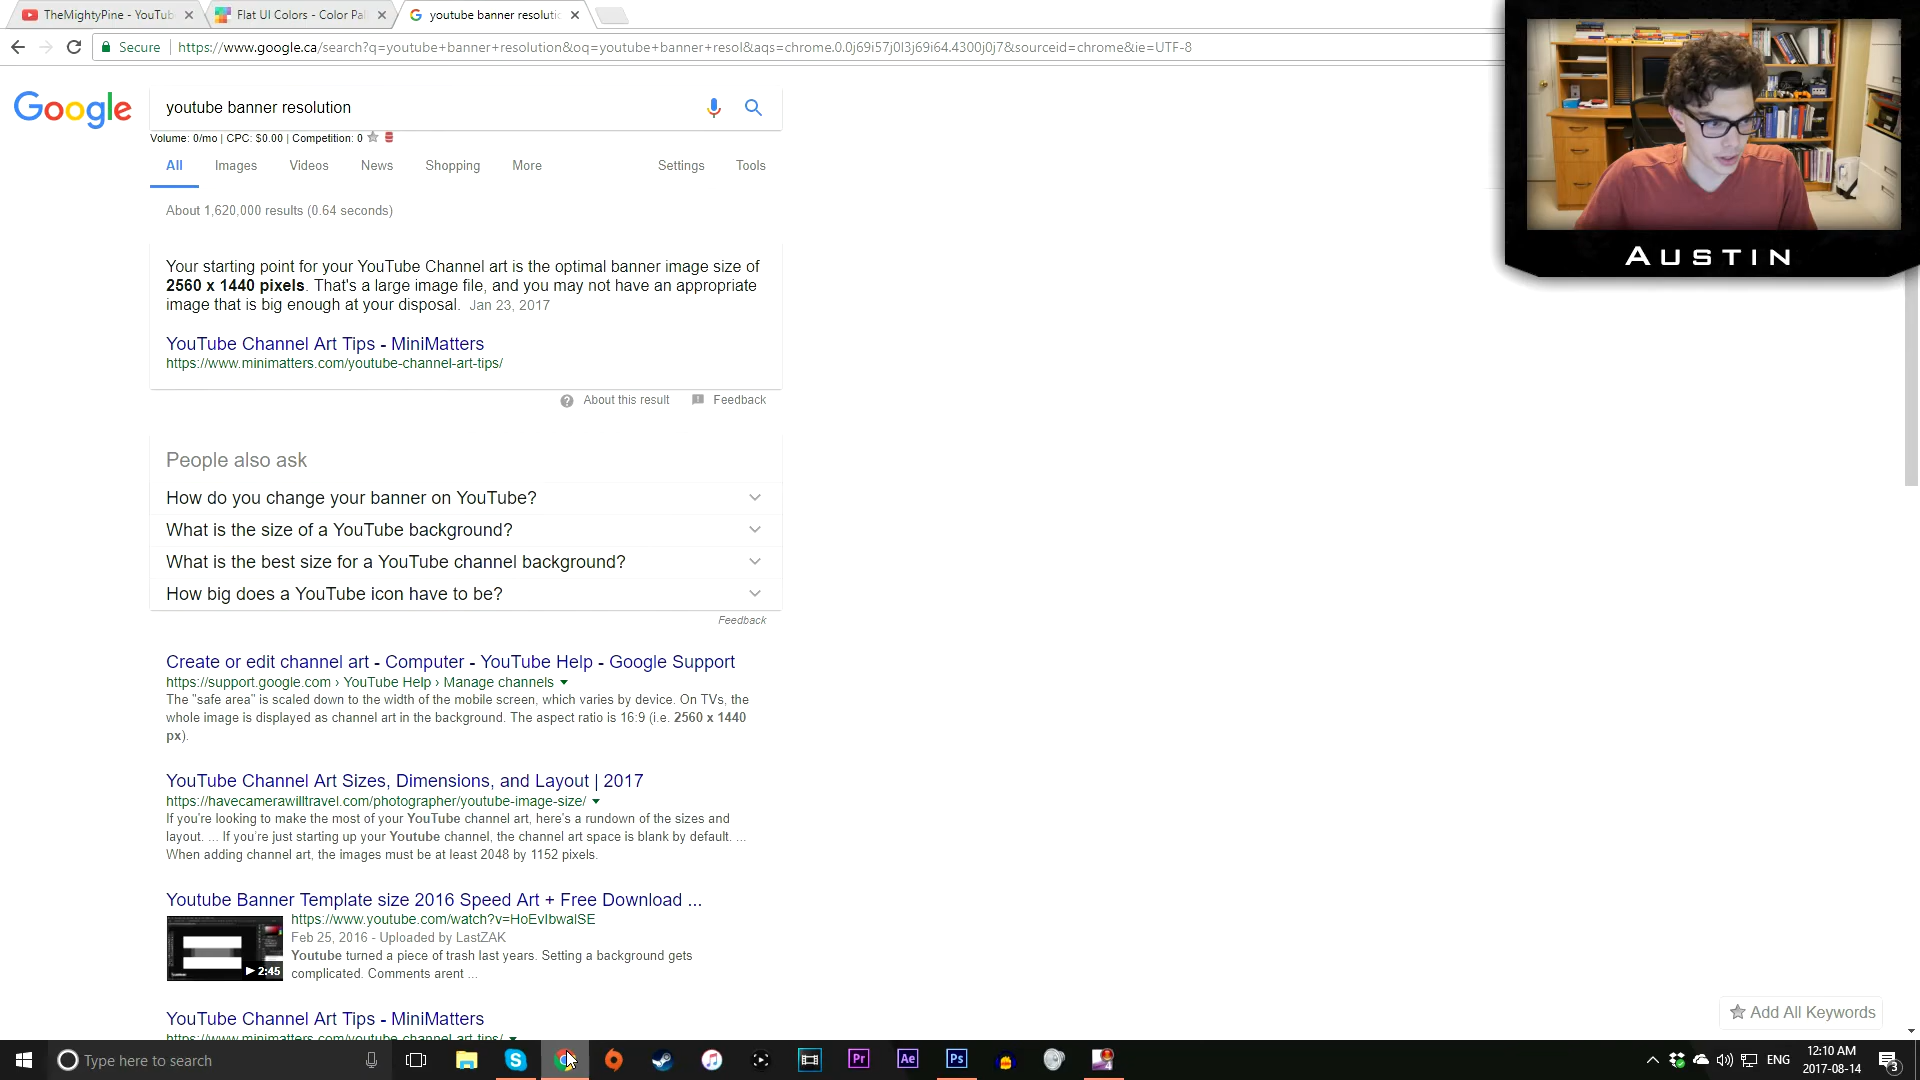 TheMightyPine - YouTub
Flat UI Colors - Color Pal
youtube banner resolutio
Secure
https://www.google.ca/search?q=youtube+banner+resolution&oq=youtube+banner+resol&aqs=chrome.0.0j69i57j0l3j69i64.4300j0j7&sourceid=chrome&ie=UTF-8
Google
youtube banner resolution
Volume: 0/mo | CPC: $0.00 | Competition: 0
All Images Videos News Shopping More Settings Tools
About 1,620,000 results (0.64 seconds)
Your starting point for your YouTube Channel art is the optimal banner image size of
2560 x 1440 pixels. That's a large image file, and you may not have an appropriate
image that is big enough at your disposal. Jan 23, 2017
YouTube Channel Art Tips - MiniMatters
https://www.minimatters.com/youtube-channel-art-tips/
About this result Feedback
People also ask
How do you change your banner on YouTube?
What is the size of a YouTube background?
What is the best size for a YouTube channel background?
How big does a YouTube icon have to be?
Feedback
Create or edit channel art - Computer - YouTube Help - Google Support
https://support.google.com › YouTube Help › Manage channels
The "safe area" is scaled down to the width of the mobile screen, which varies by device. On TVs, the
whole image is displayed as channel art in the background. The aspect ratio is 16:9 (i.e. 2560 x 1440
px).
YouTube Channel Art Sizes, Dimensions, and Layout | 2017
https://havecamerawilltravel.com/photographer/youtube-image-size/
If you're looking to make the most of your YouTube channel art, here's a rundown of the sizes and
layout. ... If you're just starting up your Youtube channel, the channel art space is blank by default. ...
When adding channel art, the images must be at least 2048 by 1152 pixels.
Youtube Banner Template size 2016 Speed Art + Free Download ...
https://www.youtube.com/watch?v=HoEvIbwaISE
Feb 25, 2016 - Uploaded by LastZAK
Youtube turned a piece of trash last years. Setting a background gets
complicated. Comments arent ...
2:45
YouTube Channel Art Tips - MiniMatters
https://www.minimatters.com/youtube-channel-art-tips/
AUSTIN
Add All Keywords
Type here to search
Pr
Ae
Ps
4
ENG
12:10 AM
2017-08-14
3